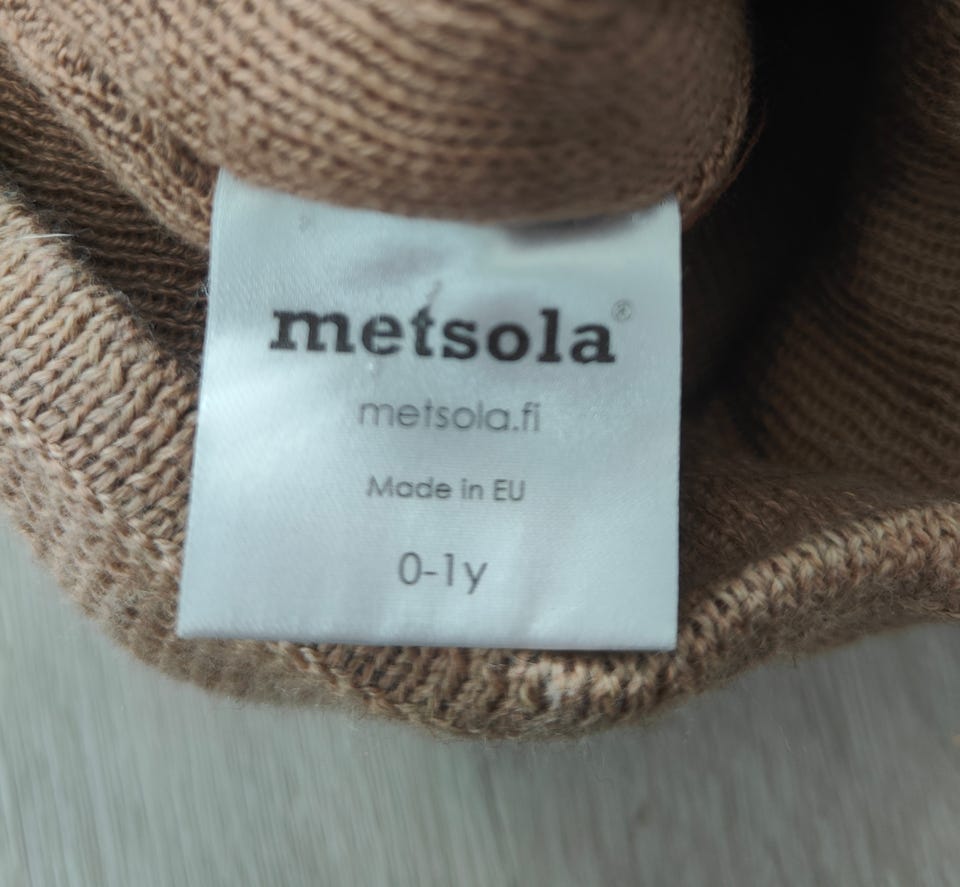 metsola®
metsola.fi
Made in EU
0-1y